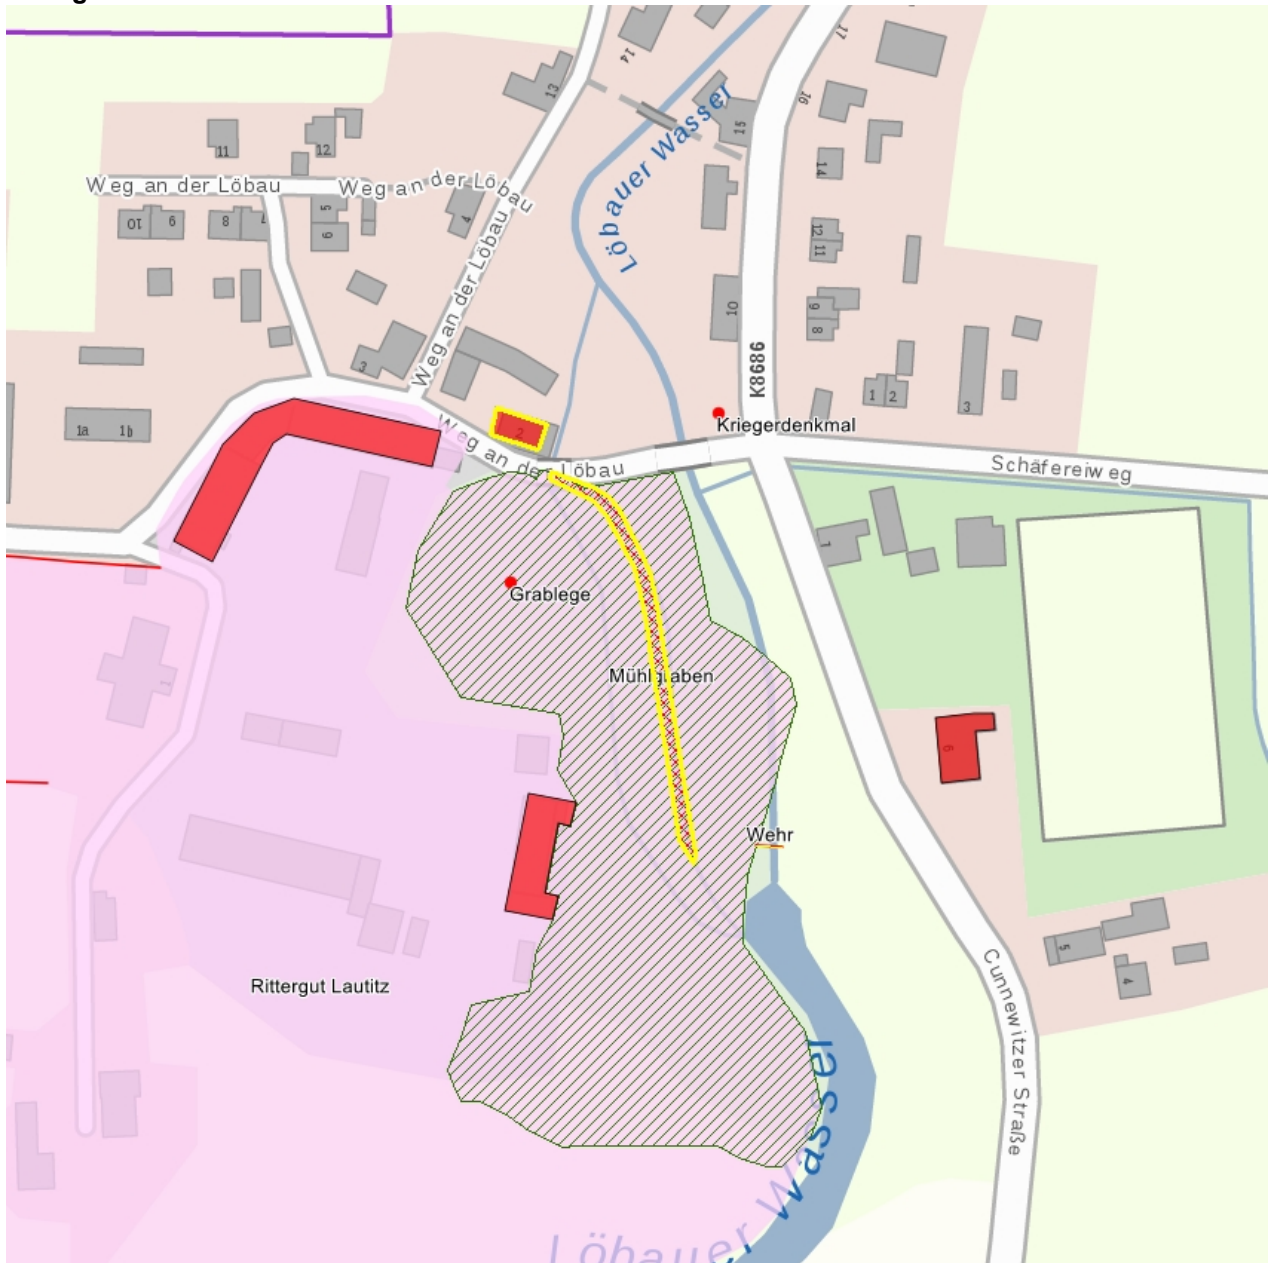 14
17
13
16
Löbauer Wasser
15
11
12
14
Weg an der Löbau
Weg an der Löbau
5
4
10
9
8
7
6
12
11
Weg an der Löbau
10
9
8
K8686
3
1
2
3
1a
1b
2
Kriegerdenkmal
Weg an der Löbau
Schäfereiweg
1
Grablege
Mühlgraben
6
Wehr
5
4
Rittergut Lautitz
Cunnewitzer Straße
Löbauer Wasser